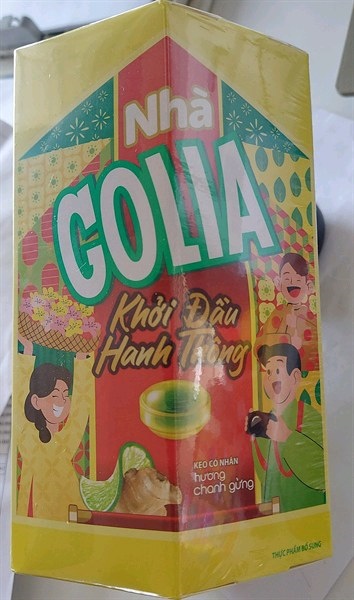 Nhà
GOLIA
Khởi Đầu
Hanh Thông
KẸO CÓ NHÂN
hương
chanh gừng
THỰC PHẨM BỔ SUNG